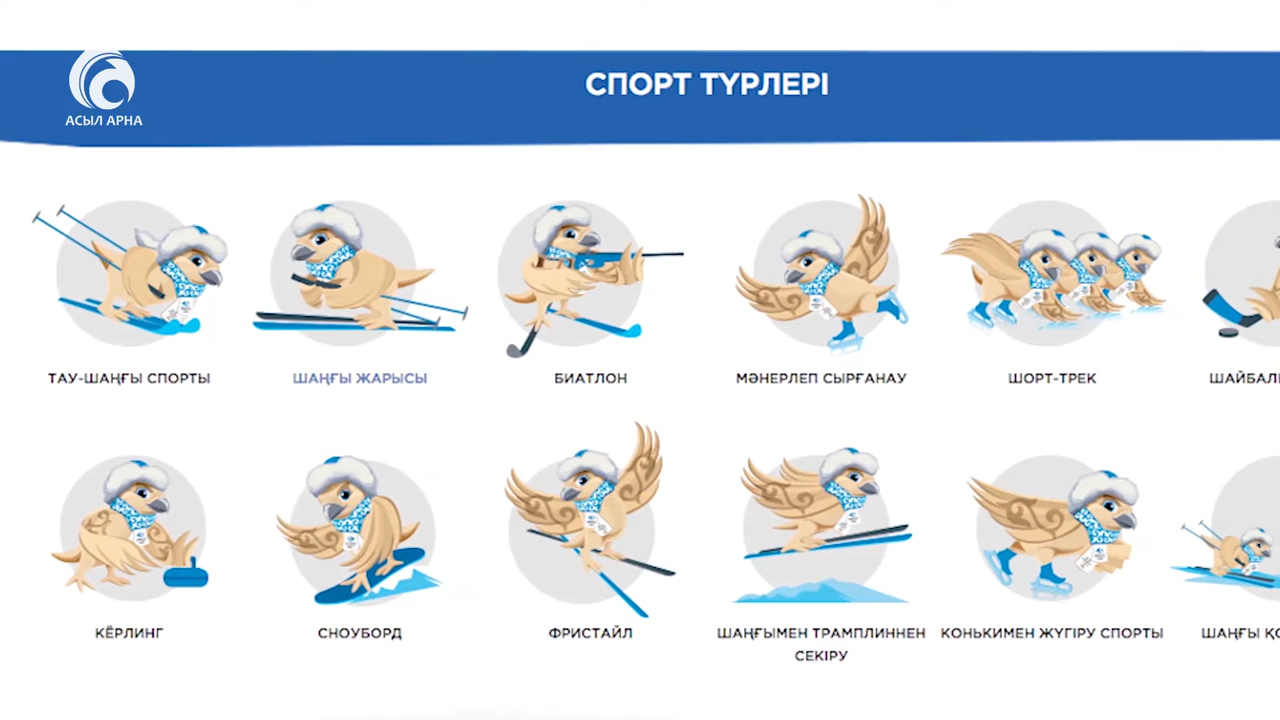 АСЫЛ АРНА
СПОРТ ТҮРЛЕРІ
ТАУ-ШАҢҒЫ СПОРТЫ
ШАҢҒЫ ЖАРЫСЫ
БИАТЛОН
МӘНЕРЛЕП СЫРҒАНАУ
ШОРТ-ТРЕК
КЁРЛИНГ
СНОУБОРД
ФРИСТАЙЛ
ШАҢҒЫМЕН ТРАМПЛИННЕН
СЕКІРУ
КОНЬКИМЕН ЖҮГІРУ СПОРТЫ
ШАҢҒЫ